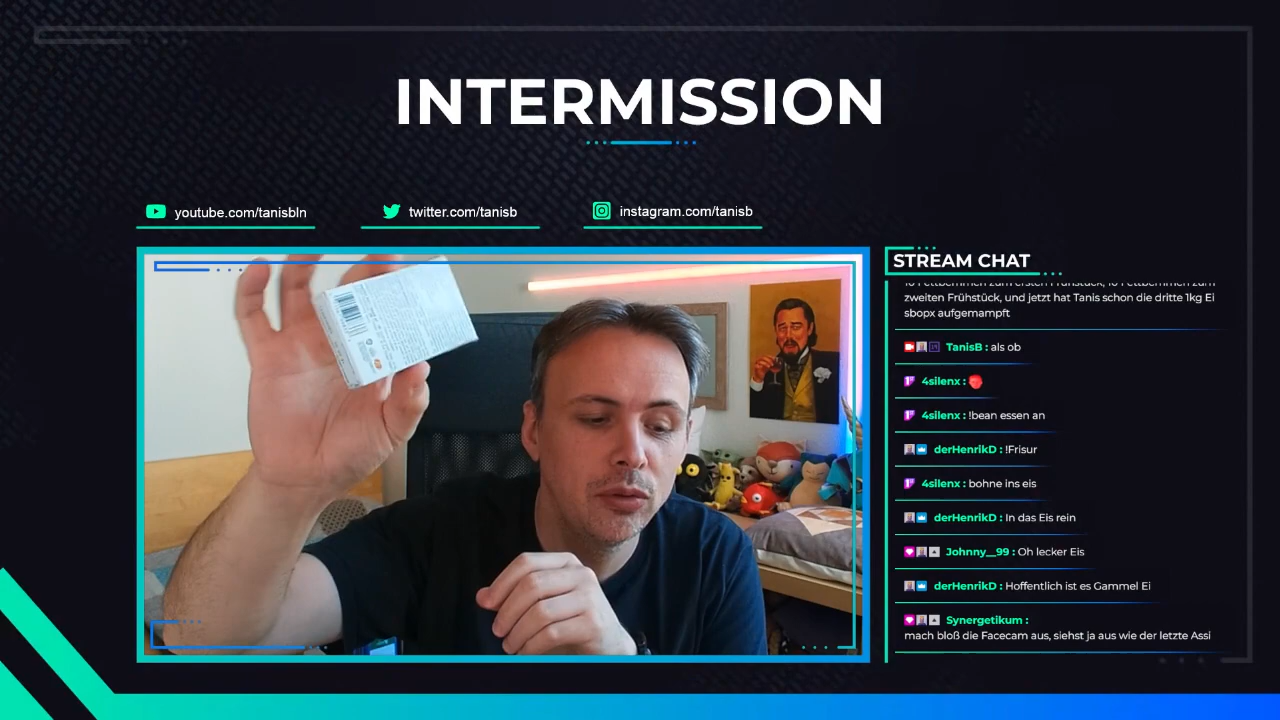 INTERMISSION
youtube.com/tanisbln
twitter.com/tanisb
instagram.com/tanisb
STREAM CHAT
zweiten Frühstück, und jetzt hat Tanis schon die dritte 1kg Ei
sbopx aufgemampft
TanisB : als ob
4silenx :
4silenx : !bean essen an
derHenrikD : !Frisur
4silenx : bohne ins eis
derHenrikD : In das Eis rein
Johnny__99 : Oh lecker Eis
derHenrikD : Hoffentlich ist es Gammel Ei
Synergetikum :
mach bloß die Facecam aus, siehst ja aus wie der letzte Assi